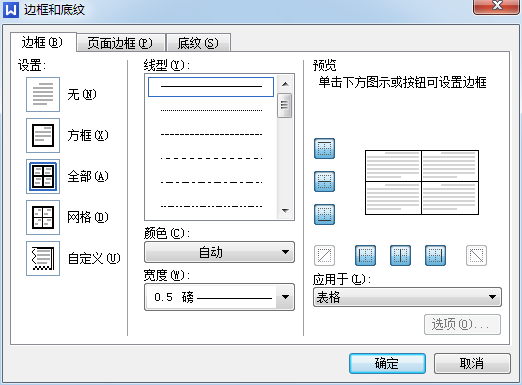 边框和底纹
边框(B)
页面边框(P)
底纹(S)
设置:
无(N)
方框(X)
全部(A)
网格(D)
自定义(U)
线型(Y):
颜色(C):
自动
宽度(W):
0.5 磅
预览
单击下方图示或按钮可设置边框
应用于(L):
表格
选项(O)...
确定
取消